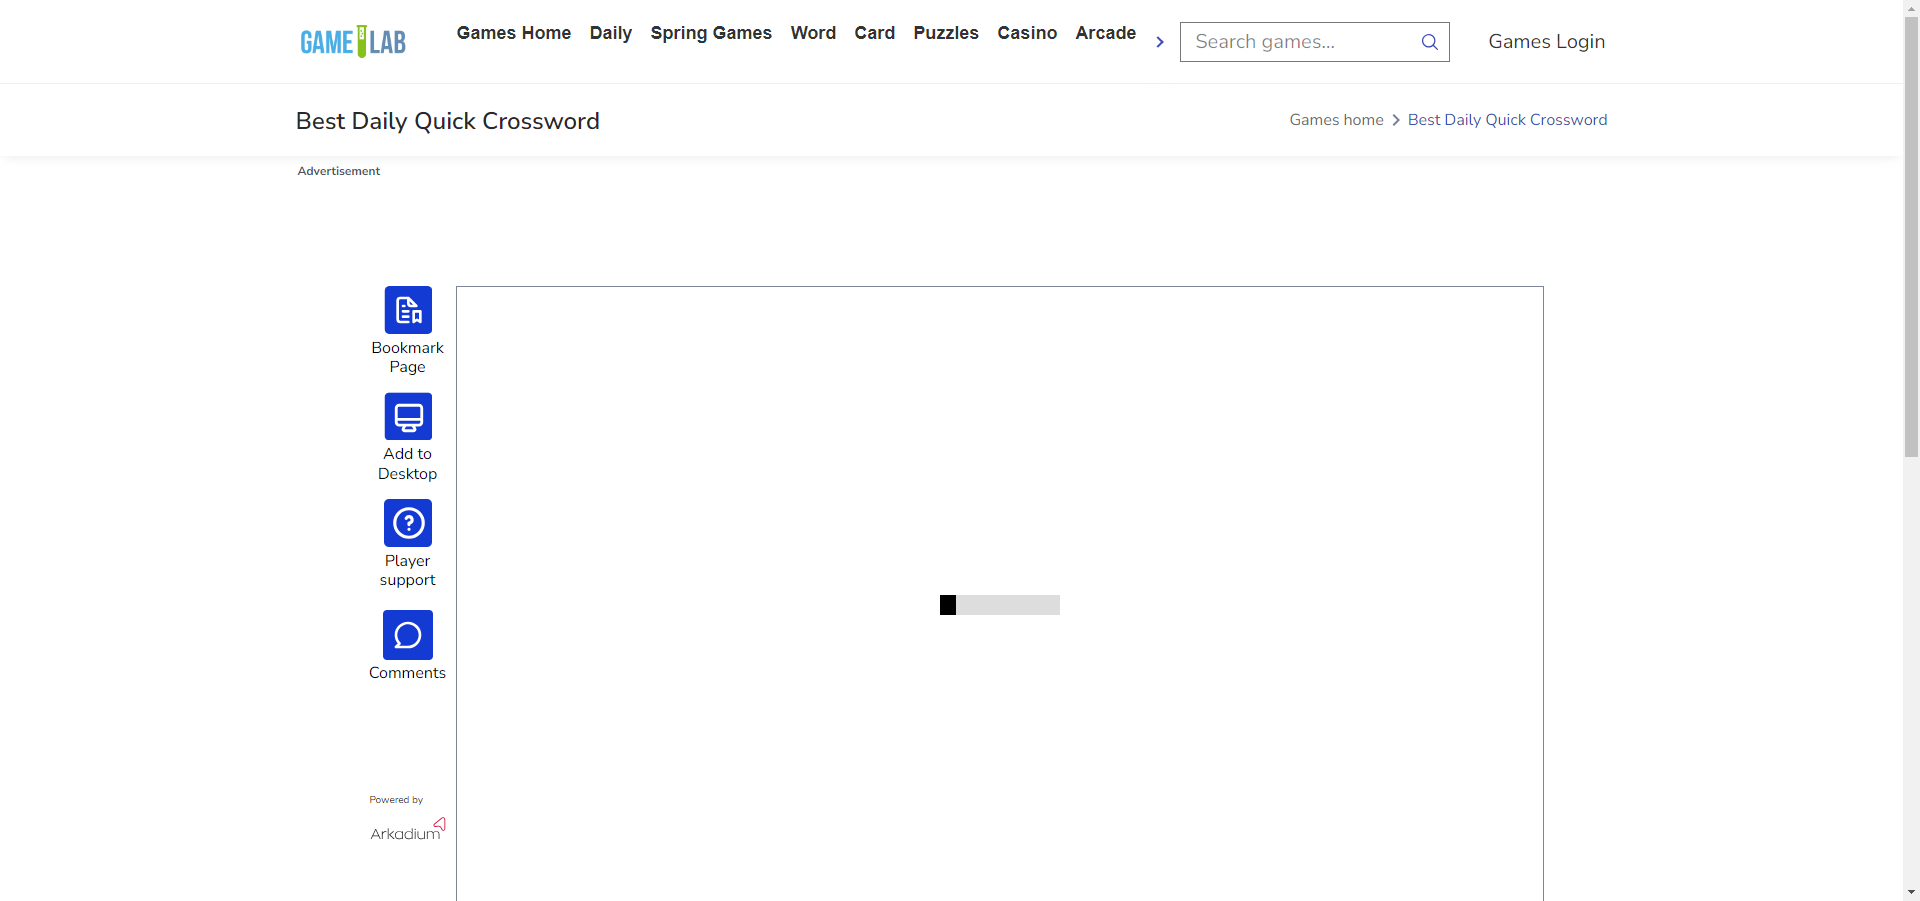 GAME LAB
Games Home Daily Spring Games Word Card Puzzles Casino Arcade
Search games...
Games Login
Best Daily Quick Crossword
Games home Best Daily Quick Crossword
Advertisement
Bookmark
Page
Add to
Desktop
Player
support
Comments
Powered by
Arkadium